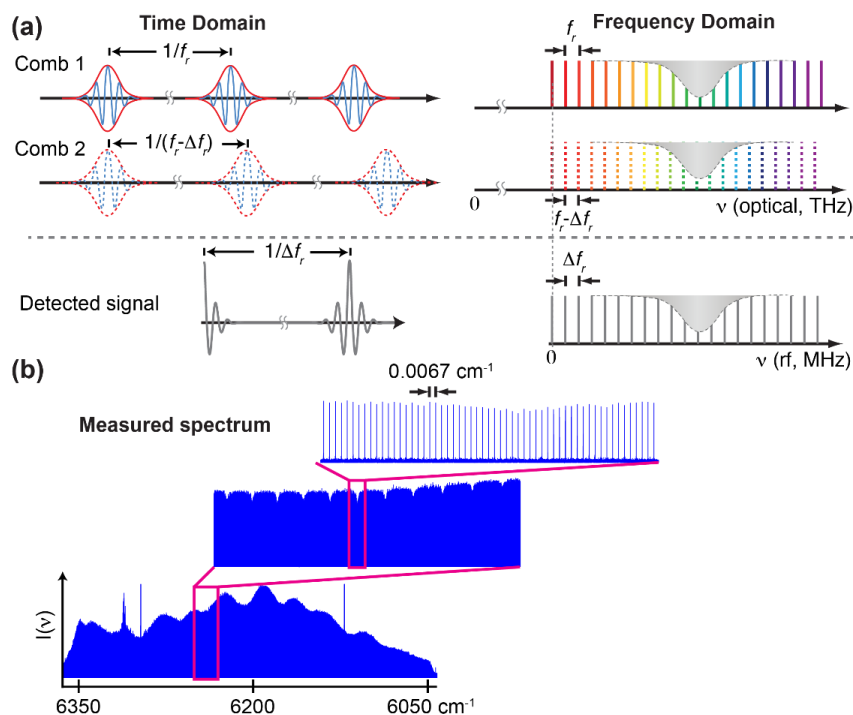 (a)
Time Domain
Frequency Domain
Comb 1
1/fᵣ
fᵣ
Comb 2
1/(fᵣ-Δfᵣ)
0
ν (optical, THz)
fᵣ-Δfᵣ
1/Δfᵣ
Δfᵣ
Detected signal
0
ν (rf, MHz)
(b)
0.0067 cm⁻¹
Measured spectrum
I(ν)
6350
6200
6050 cm⁻¹